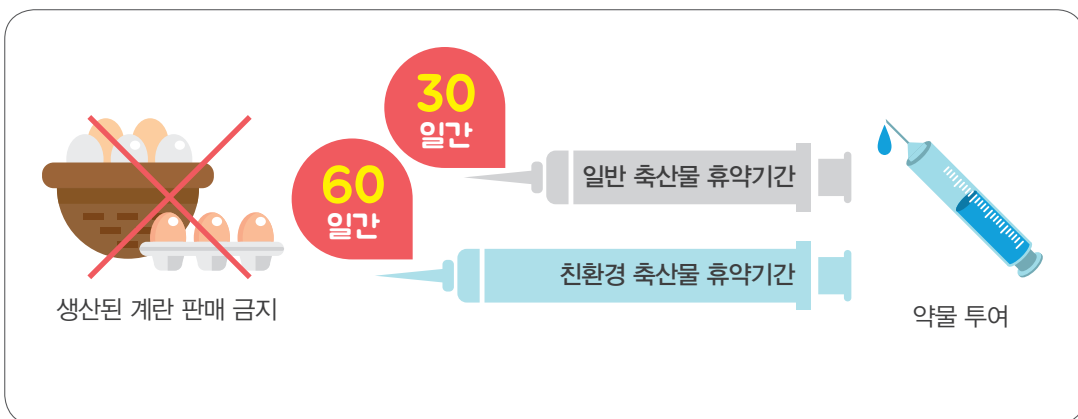 30
일간
일반 축산물 휴약기간
60
일간
친환경 축산물 휴약기간
생산된 계란 판매 금지
약물 투여